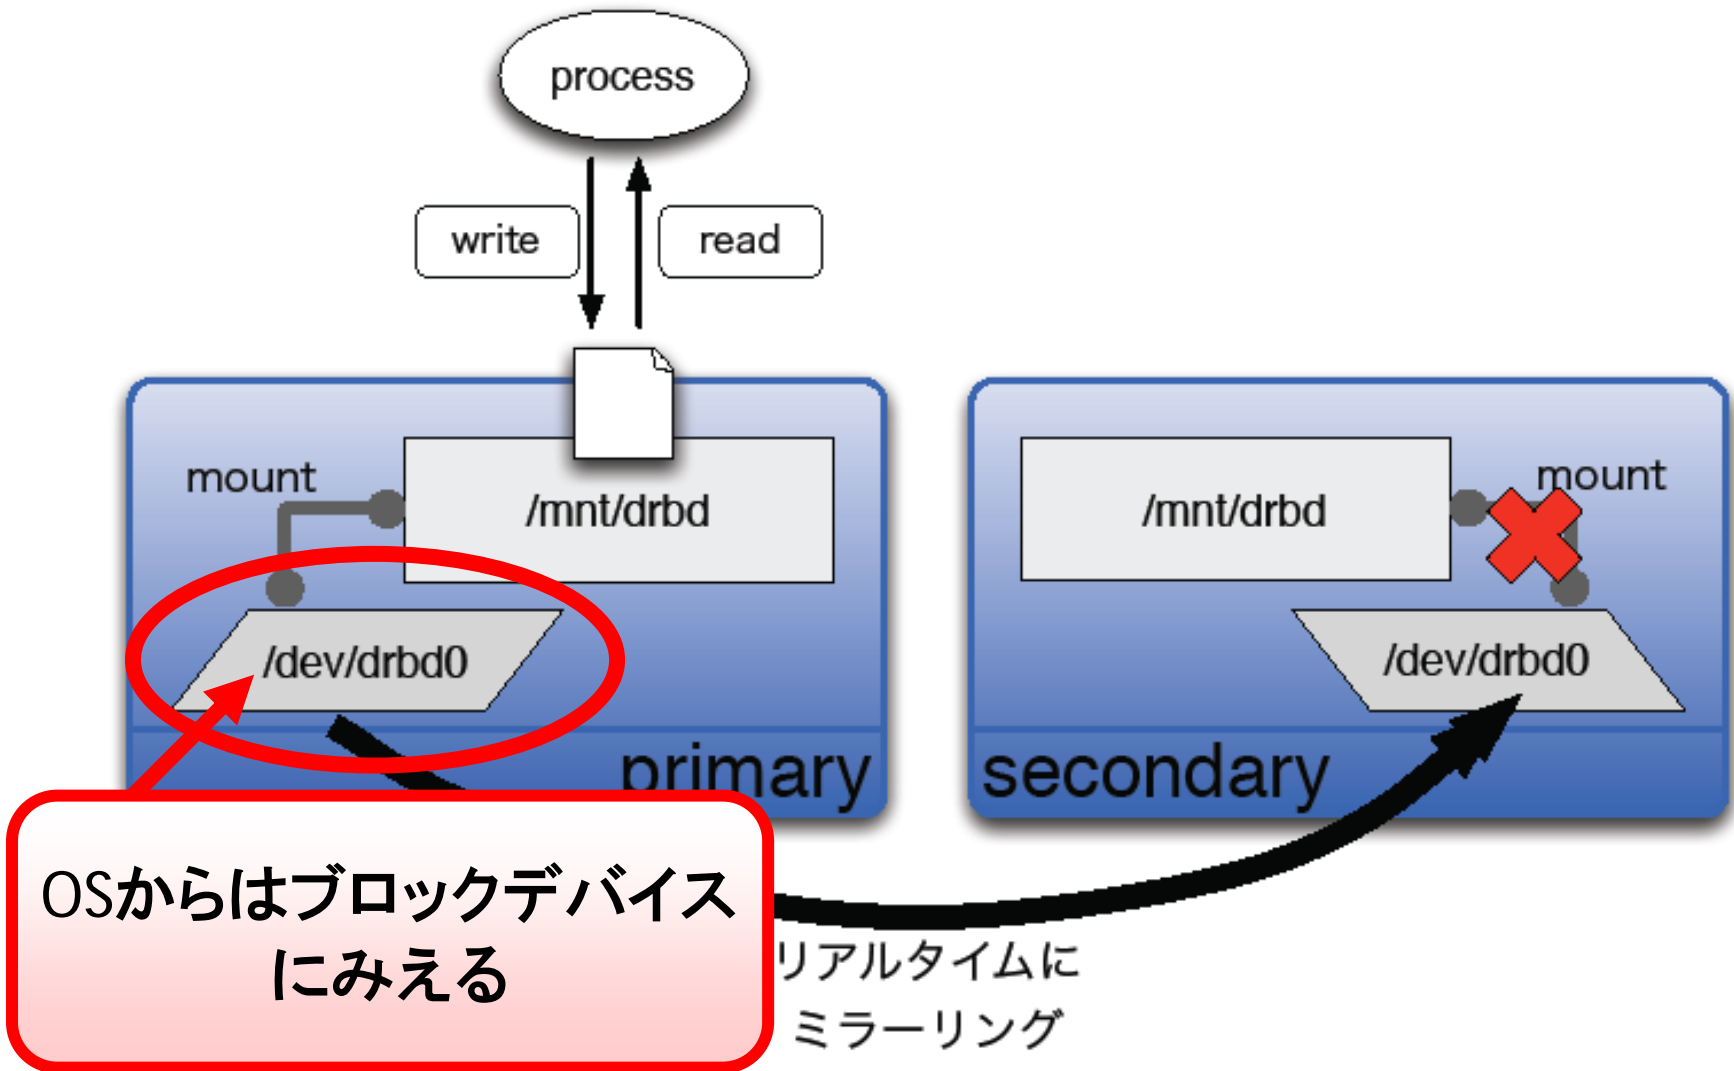 process
write
read
mount
/mnt/drbd
/dev/drbd0
primary
/mnt/drbd
mount
/dev/drbd0
secondary
OSからはブロックデバイス
にみえる
リアルタイムに
ミラーリング